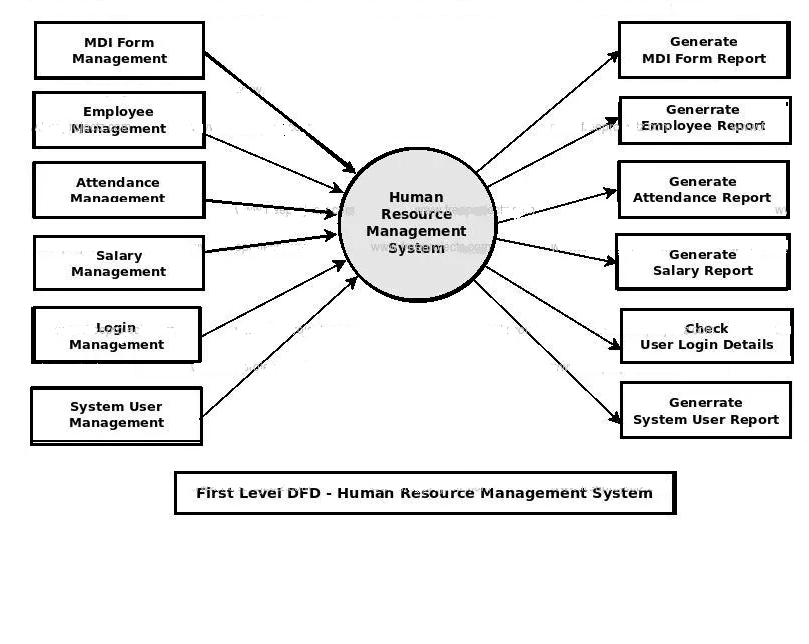 MDI Form
Management
Employee
Management
Attendance
Management
Salary
Management
Login
Management
System User
Management
Human
Resource
Management
System
Generate
MDI Form Report
Generrate
Employee Report
Generate
Attendance Report
Generate
Salary Report
Check
User Login Details
Generrate
System User Report
First Level DFD - Human Resource Management System